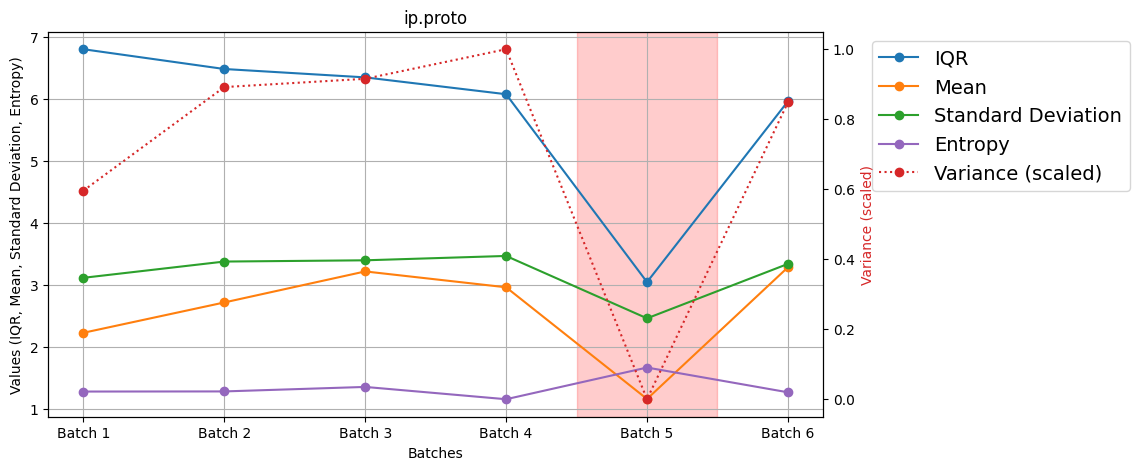 ip.proto
Values (IQR, Mean, Standard Deviation, Entropy)
7
6
5
4
3
2
1
Batch 1
Batch 2
Batch 3
Batch 4
Batch 5
Batch 6
Batches
1.0
0.8
0.6
0.4
0.2
0.0
Variance (scaled)
IQR
Mean
Standard Deviation
Entropy
Variance (scaled)